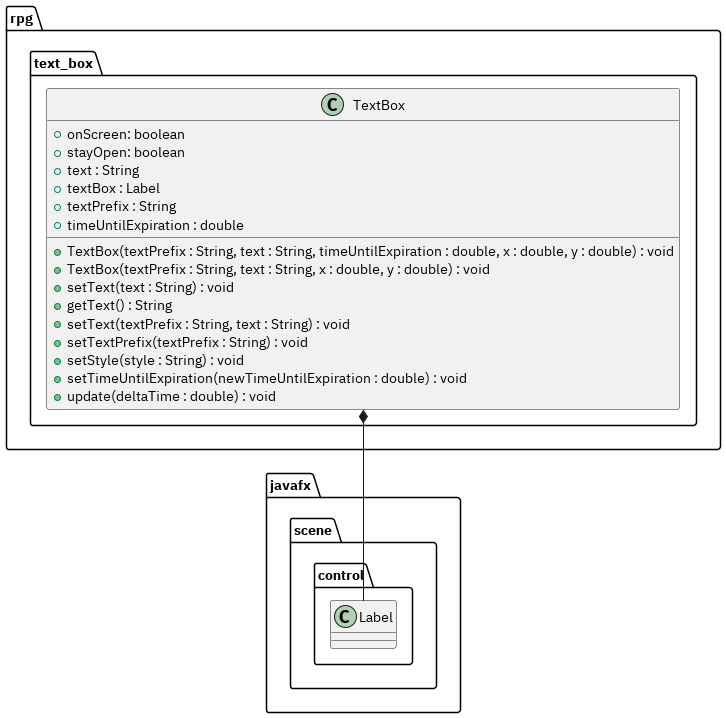 rpg
text_box
C TextBox
onScreen: boolean
stayOpen: boolean
text : String
textBox : Label
textPrefix : String
timeUntilExpiration : double
TextBox(textPrefix : String, text : String, timeUntilExpiration : double, x : double, y : double) : void
TextBox(textPrefix : String, text : String, x : double, y : double) : void
setText(text : String) : void
getText() : String
setText(textPrefix : String, text : String) : void
setTextPrefix(textPrefix : String) : void
setStyle(style : String) : void
setTimeUntilExpiration(newTimeUntilExpiration : double) : void
update(deltaTime : double) : void
javafx
scene
control
C Label